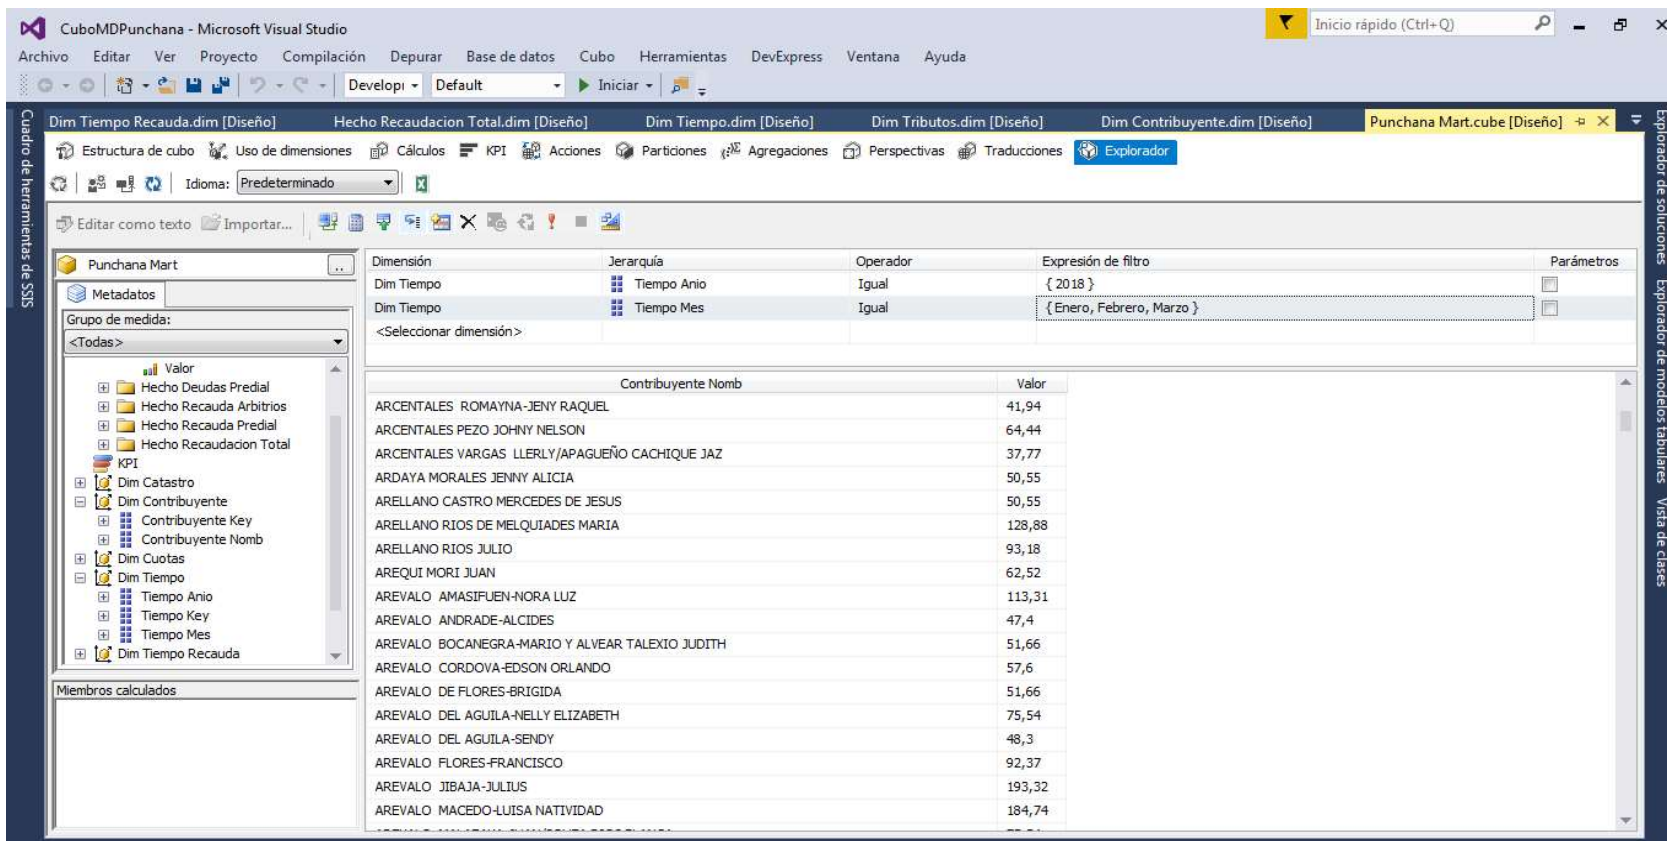 CuboMDPunchana - Microsoft Visual Studio
Inicio rápido (Ctrl+Q)
Archivo Editar Ver Proyecto Compilación Depurar Base de datos Cubo Herramientas DevExpress Ventana Ayuda
Developi Default Iniciar
Dim Tiempo Recauda.dim [Diseño] Hecho Recaudacion Total.dim [Diseño] Dim Tiempo.dim [Diseño] Dim Tributos.dim [Diseño] Dim Contribuyente.dim [Diseño] Punchana Mart.cube [Diseño]
Estructura de cubo Uso de dimensiones Cálculos KPI Acciones Particiones Agregaciones Perspectivas Traducciones Explorador
Idioma: Predeterminado
Editar como texto Importar...
Cuadro de herramientas de SSIS
Punchana Mart ..
Metadatos
Grupo de medida:
<Todas>
Valor
Hecho Deudas Predial
Hecho Recauda Arbitrios
Hecho Recauda Predial
Hecho Recaudacion Total
KPI
Dim Catastro
Dim Contribuyente
Contribuyente Key
Contribuyente Nomb
Dim Cuotas
Dim Tiempo
Tiempo Anio
Tiempo Key
Tiempo Mes
Dim Tiempo Recauda
Miembros calculados
Dimensión Jerarquía Operador Expresión de filtro Parámetros
Dim Tiempo Tiempo Anio Igual { 2018 }
Dim Tiempo Tiempo Mes Igual { Enero, Febrero, Marzo }
<Seleccionar dimensión>
Contribuyente Nomb Valor
ARCENTALES ROMAYNA-JENY RAQUEL 41,94
ARCENTALES PEZO JOHNY NELSON 64,44
ARCENTALES VARGAS LLERLY/APAGUEÑO CACHIQUE JAZ 37,77
ARDAYA MORALES JENNY ALICIA 50,55
ARELLANO CASTRO MERCEDES DE JESUS 50,55
ARELLANO RIOS DE MELQUIADES MARIA 128,88
ARELLANO RIOS JULIO 93,18
AREQUI MORI JUAN 62,52
AREVALO AMASIFUEN-NORA LUZ 113,31
AREVALO ANDRADE-ALCIDES 47,4
AREVALO BOCANEGRA-MARIO Y ALVEAR TALEXIO JUDITH 51,66
AREVALO CORDOVA-EDSON ORLANDO 57,6
AREVALO DE FLORES-BRIGIDA 51,66
AREVALO DEL AGUILA-NELLY ELIZABETH 75,54
AREVALO DEL AGUILA-SENDY 48,3
AREVALO FLORES-FRANCISCO 92,37
AREVALO JIBAJA-JULIUS 193,32
AREVALO MACEDO-LUISA NATIVIDAD 184,74
Explorador de soluciones Explorador de modelos tabulares Vista de clases